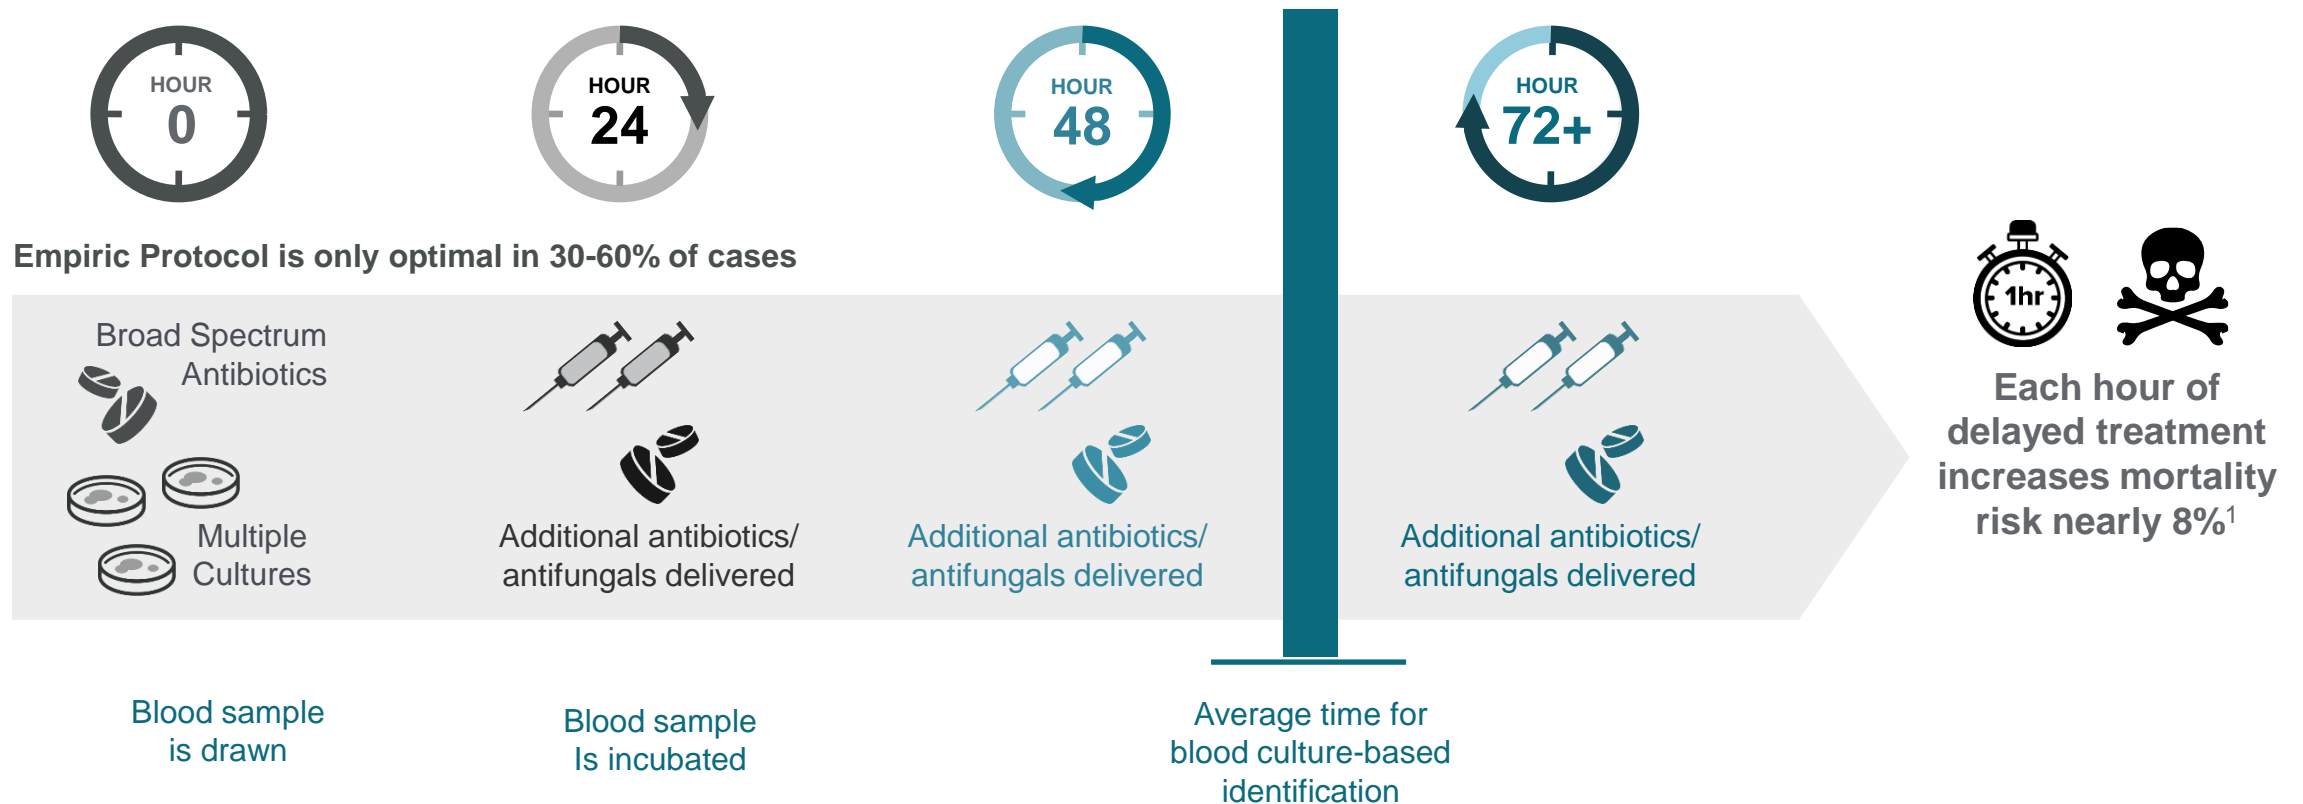 HOUR
0
HOUR
24
HOUR
48
HOUR
72+
Empiric Protocol is only optimal in 30-60% of cases
Broad Spectrum
Antibiotics
Multiple
Cultures
Additional antibiotics/
antifungals delivered
Additional antibiotics/
antifungals delivered
Additional antibiotics/
antifungals delivered
1hr
Each hour of
delayed treatment
increases mortality
risk nearly 8%¹
Blood sample
is drawn
Blood sample
Is incubated
Average time for
blood culture-based
identification